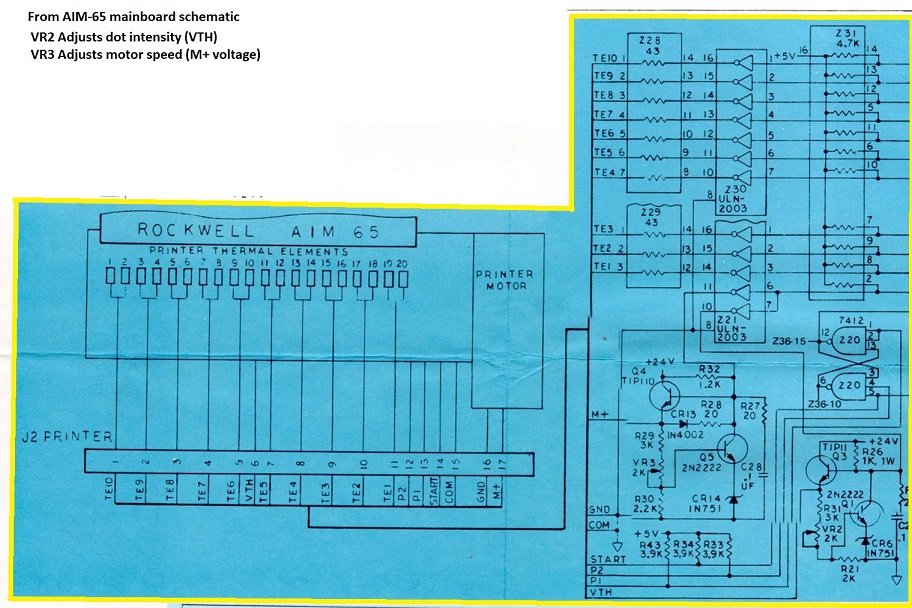 From AIM-65 mainboard schematic
VR2 Adjusts dot intensity (VTH)
VR3 Adjusts motor speed (M+ voltage)
Z28
43
Z31
4.7K
TE10 1 14 16 1 +5V 16 14
TE9 2 13 15 2 13
TE8 3 12 14 3 12
TE7 4 11 13 4 5
TE6 5 10 12 5 11
TE5 6 9 11 6 6
TE4 7 8 10 7 10
8
Z30
ULN-
2003
Z29
43
TE3 1 14 16 1 7
TE2 2 13 15 2 9
TE1 3 12 14 3 8
11 6 2
10 7
8
Z21
ULN-
2003
ROCKWELL AIM 65
PRINTER THERMAL ELEMENTS
1 2 3 4 5 6 7 8 9 10 11 12 13 14 15 16 17 18 19 20
PRINTER
MOTOR
7412
Z36-15 12 Z20 1 2 13
6 Z20 3 4 5
Z36-10
+24V
Q4
TIP110
R32
1.2K
M+
CR13
1N4002
R28
20
R27
20
R29
3K
VR3
2K
R30
2.2K
Q5
2N2222
C28
.1
UF
CR14
1N751
GND
COM
+5V
R43
3.9K
R34
3.9K
R33
3.9K
START
P2
P1
VTH
+24V
TIP11
Q3
R26
1K, 1W
2N2222
Q1
R31
3K
VR2
2K
CR6
1N751
R21
2K
.1
J2 PRINTER
1 2 3 4 5 6 7 8 9 10 11 12 13 14 15 16 17
TE10 TE9 TE8 TE7 TE6 VTH TE5 TE4 TE3 TE2 TE1 P2 P1 START COM GND M+